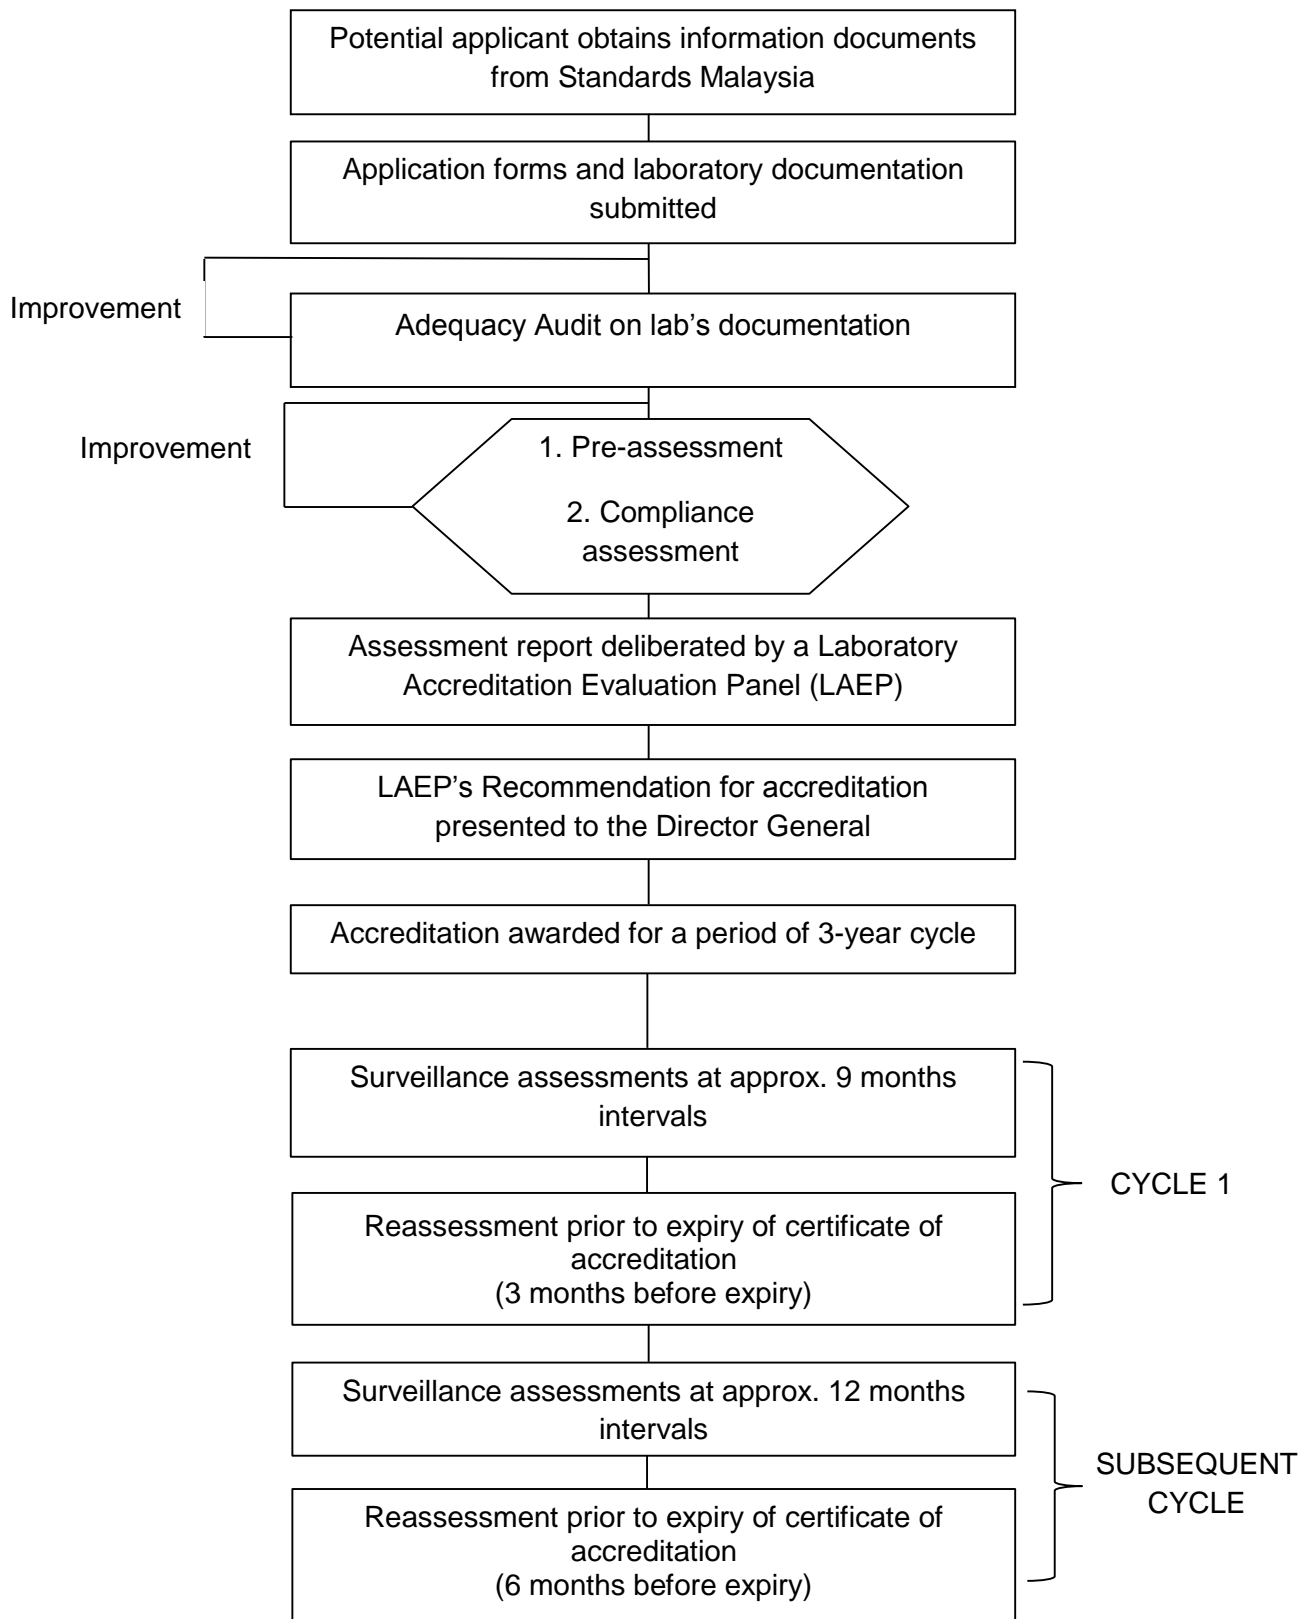 Potential applicant obtains information documents
from Standards Malaysia
Application forms and laboratory documentation
submitted
Improvement
Adequacy Audit on lab’s documentation
Improvement
1. Pre-assessment
2. Compliance
assessment
Assessment report deliberated by a Laboratory
Accreditation Evaluation Panel (LAEP)
LAEP’s Recommendation for accreditation
presented to the Director General
Accreditation awarded for a period of 3-year cycle
Surveillance assessments at approx. 9 months
intervals
CYCLE 1
Reassessment prior to expiry of certificate of
accreditation
(3 months before expiry)
Surveillance assessments at approx. 12 months
intervals
SUBSEQUENT
CYCLE
Reassessment prior to expiry of certificate of
accreditation
(6 months before expiry)